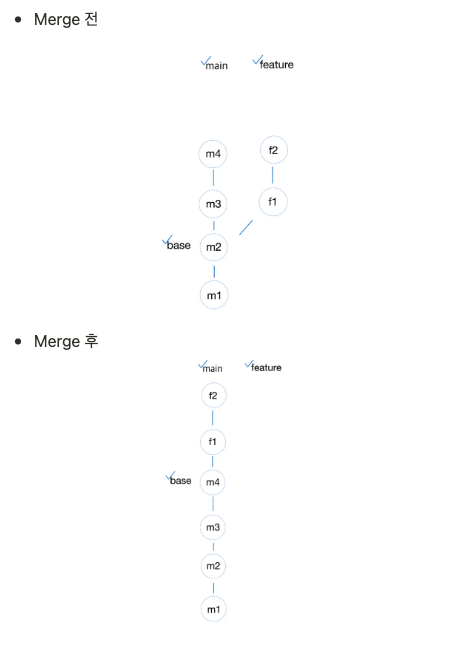 Merge 전
main feature
m4 f2
m3 f1
base m2
m1
Merge 후
main feature
f2
f1
base m4
m3
m2
m1